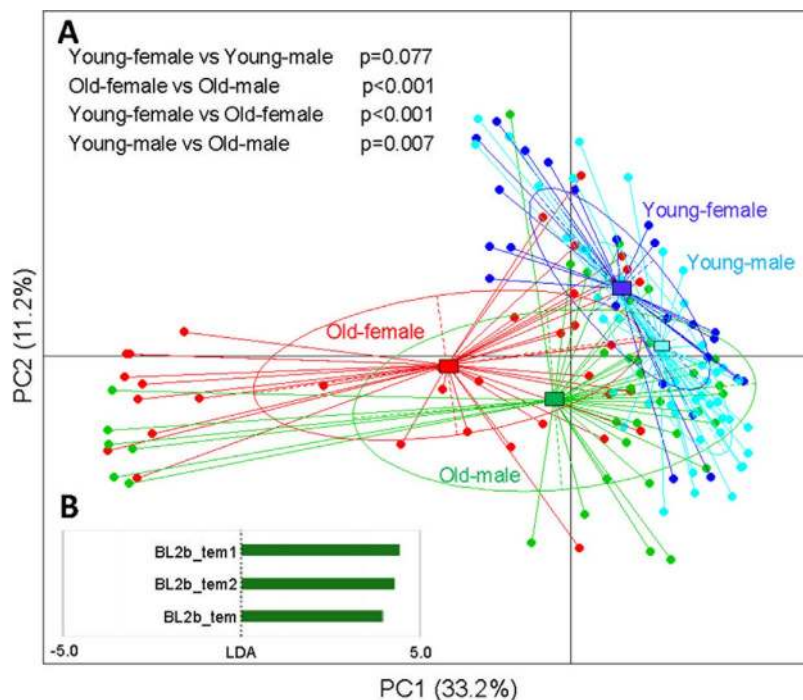 A
Young-female vs Young-male p=0.077
Old-female vs Old-male p<0.001
Young-female vs Old-female p<0.001
Young-male vs Old-male p=0.007
Young-female
Young-male
Old-female
Old-male
PC2 (11.2%)
B
BL2b_tem1
BL2b_tem2
BL2b_tem
-5.0 LDA 5.0
PC1 (33.2%)